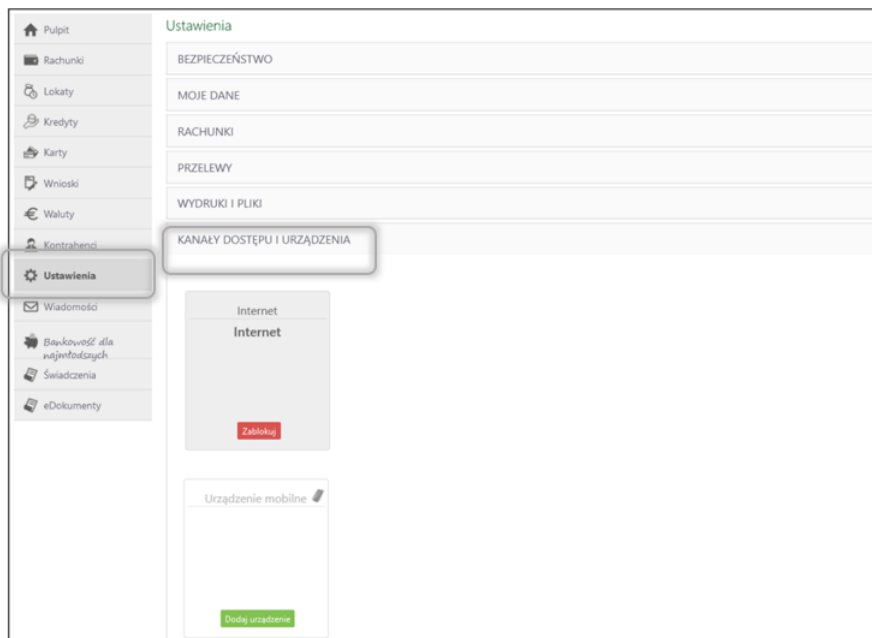 Pulpit
Rachunki
Lokaty
Kredyty
Karty
Wnioski
Waluty
Kontrahenci
Ustawienia
Wiadomości
Bankowość dla
najmłodszych
Świadczenia
eDokumenty
Ustawienia
BEZPIECZEŃSTWO
MOJE DANE
RACHUNKI
PRZELEWY
WYDRUKI I PLIKI
KANAŁY DOSTĘPU I URZĄDZENIA
Internet
Internet
Zablokuj
Urządzenie mobilne
Dodaj urządzenie